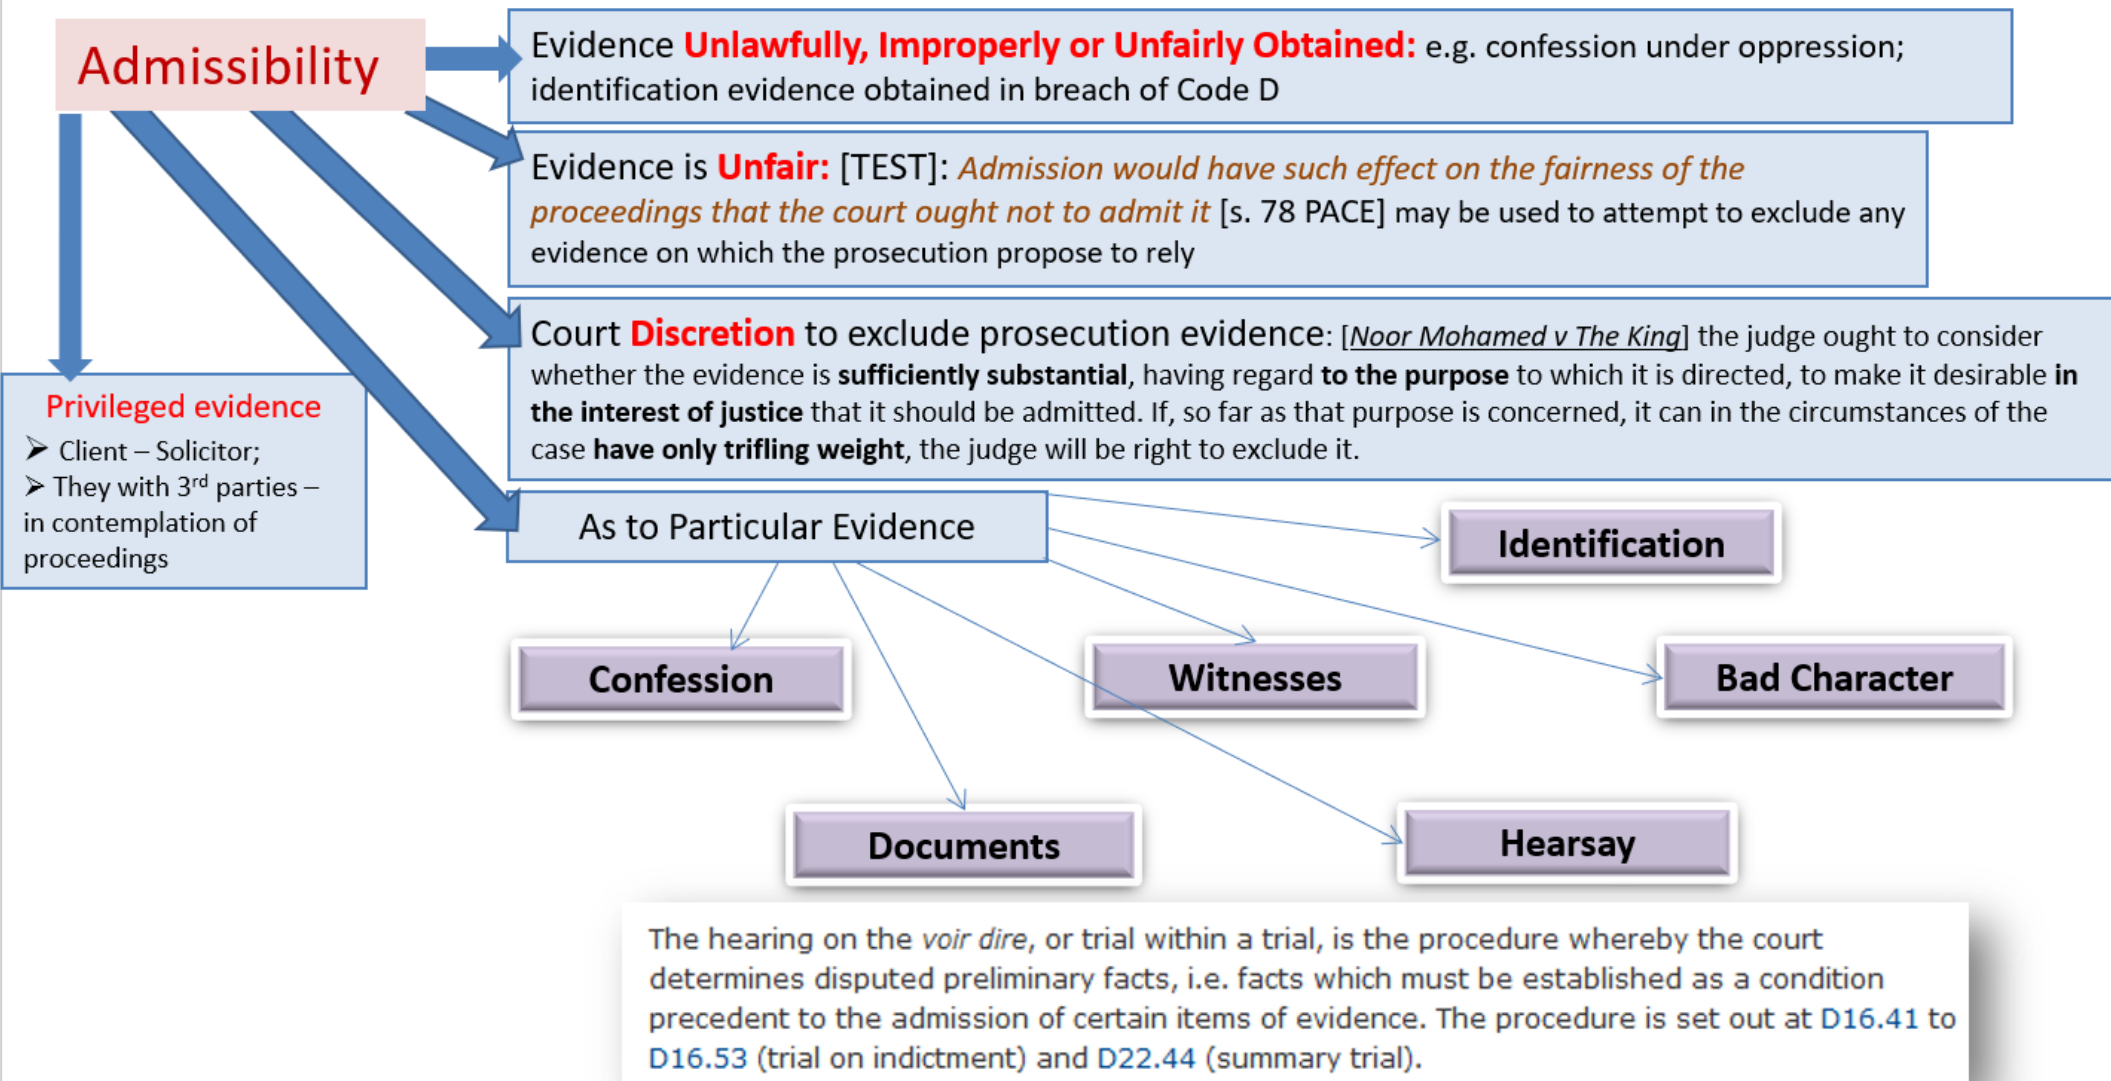 Admissibility
Evidence Unlawfully, Improperly or Unfairly Obtained: e.g. confession under oppression;
identification evidence obtained in breach of Code D
Evidence is Unfair: [TEST]: Admission would have such effect on the fairness of the
proceedings that the court ought not to admit it [s. 78 PACE] may be used to attempt to exclude any
evidence on which the prosecution propose to rely
Court Discretion to exclude prosecution evidence: [Noor Mohamed v The King] the judge ought to consider
whether the evidence is sufficiently substantial, having regard to the purpose to which it is directed, to make it desirable in
the interest of justice that it should be admitted. If, so far as that purpose is concerned, it can in the circumstances of the
case have only trifling weight, the judge will be right to exclude it.
Privileged evidence
➢ Client – Solicitor;
➢ They with 3rd parties –
in contemplation of
proceedings
As to Particular Evidence
Identification
Confession
Witnesses
Bad Character
Documents
Hearsay
The hearing on the voir dire, or trial within a trial, is the procedure whereby the court
determines disputed preliminary facts, i.e. facts which must be established as a condition
precedent to the admission of certain items of evidence. The procedure is set out at D16.41 to
D16.53 (trial on indictment) and D22.44 (summary trial).